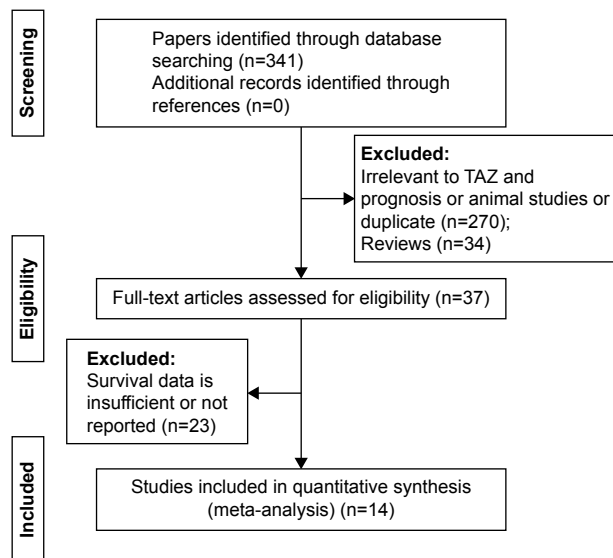 Screening
Papers identified through database
searching (n=341)
Additional records identified through
references (n=0)
Excluded:
Irrelevant to TAZ and
prognosis or animal studies or
duplicate (n=270);
Reviews (n=34)
Eligibility
Full-text articles assessed for eligibility (n=37)
Excluded:
Survival data is
insufficient or not
reported (n=23)
Included
Studies included in quantitative synthesis
(meta-analysis) (n=14)